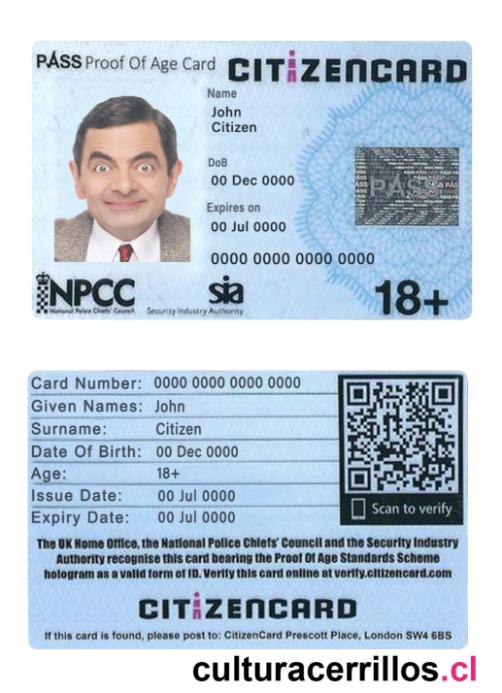 PASS Proof Of Age Card CITiZENCARD
Name
John
Citizen
DoB
00 Dec 0000
PASS
Expires on
00 Jul 0000
0000 0000 0000 0000
NPCC
National Police Chiefs' Council
sia
Security Industry Authority
18+
Card Number: 0000 0000 0000 0000
Given Names: John
Surname: Citizen
Date Of Birth: 00 Dec 0000
Age: 18+
Issue Date: 00 Jul 0000
Expiry Date: 00 Jul 0000
Scan to verify
The UK Home Office, the National Police Chiefs' Council and the Security Industry
Authority recognise this card bearing the Proof Of Age Standards Scheme
hologram as a valid form of ID. Verify this card online at verify.citizencard.com
CITiZENCARD
If this card is found, please post to: CitizenCard Prescott Place, London SW4 6BS
culturacerrillos.cl